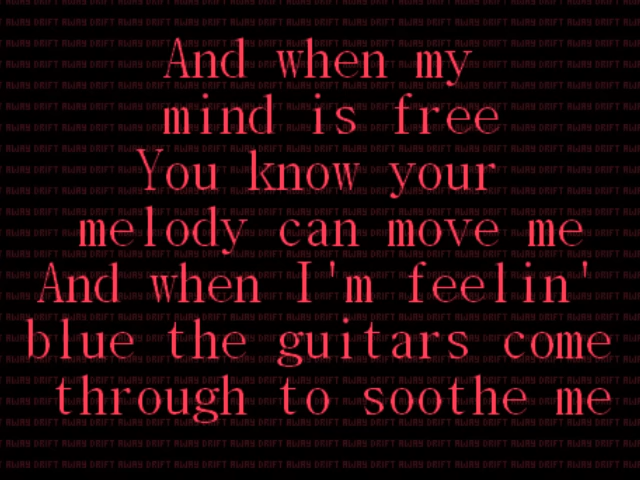 And when my
mind is free
You know your
melody can move me
And when I'm feelin'
blue the guitars come
through to soothe me